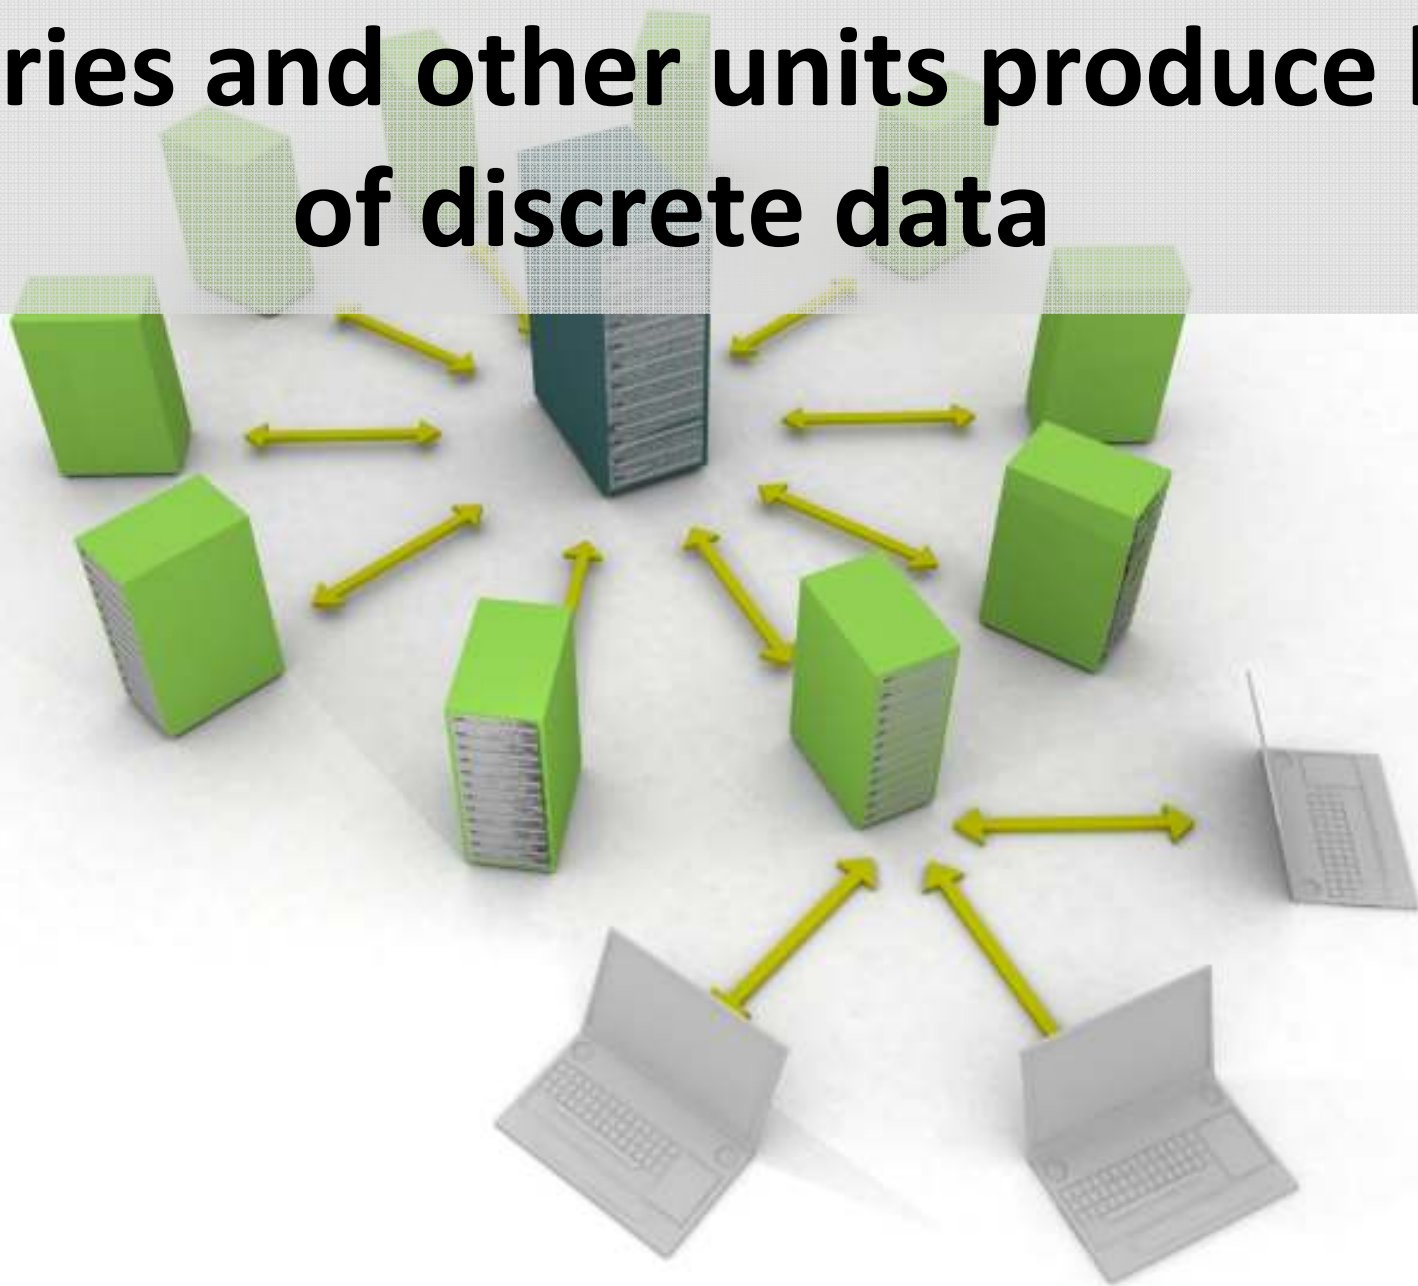 ries and other units produce
of discrete data